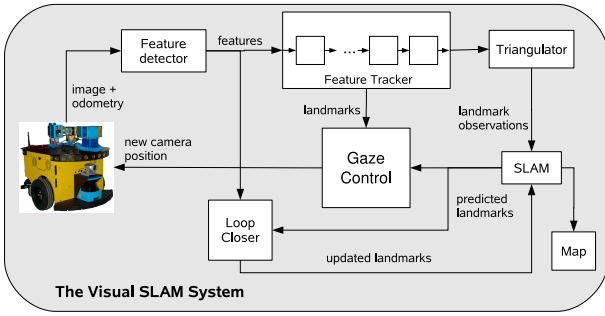 Feature
detector
features
...
Feature Tracker
Triangulator
image +
odometry
landmarks
landmark
observations
new camera
position
Gaze
Control
SLAM
predicted
landmarks
Loop
Closer
Map
updated landmarks
The Visual SLAM System